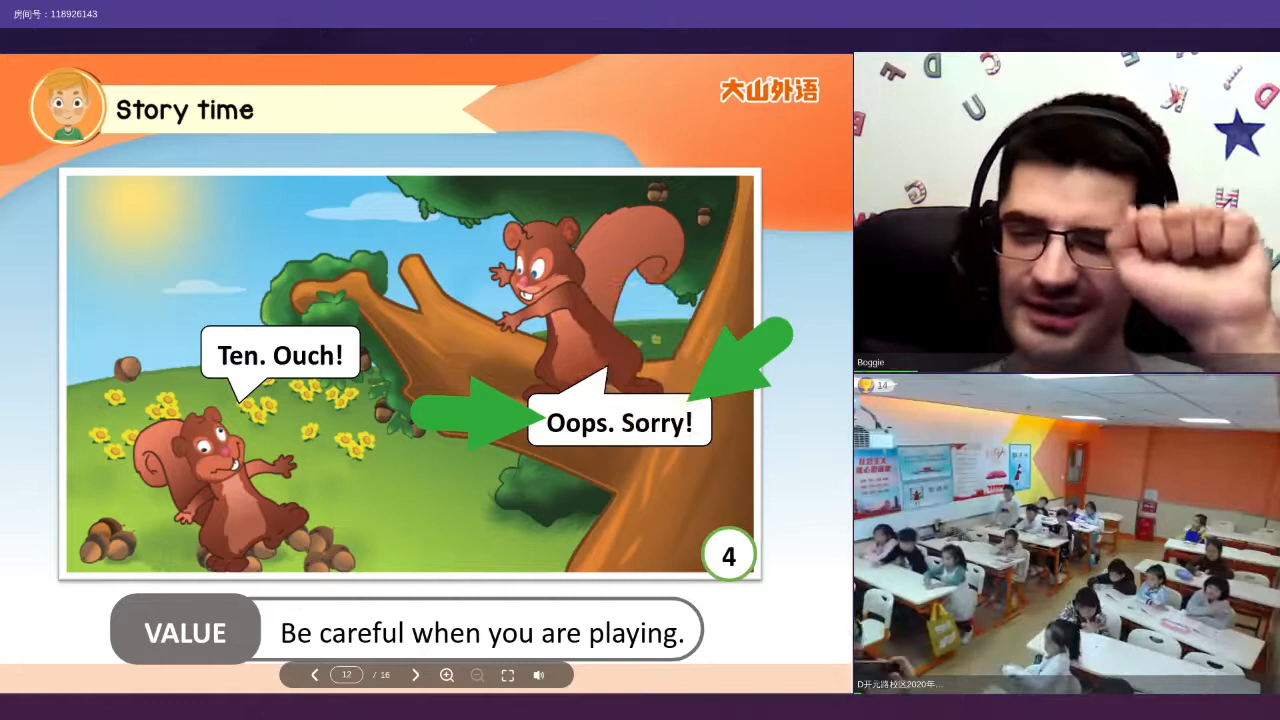 房间号：118926143
Story time
大山外语
Ten. Ouch!
Oops. Sorry!
4
VALUE
Be careful when you are playing.
12 / 16
Boggie
14
D开元路校区2020年...